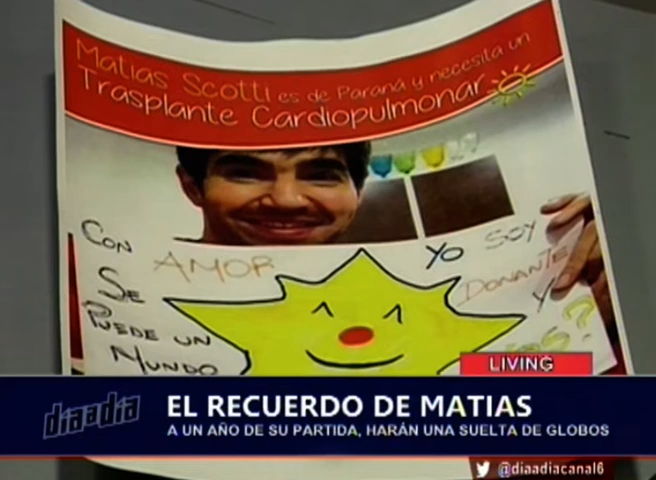 Matias Scotti es de Paraná y necesita un
Trasplante Cardiopulmonar
CON AMOR
SE
PUEDE UN
MUNDO
YO SOY
DONANTE
Y
LIVING
díaadía
EL RECUERDO DE MATIAS
A UN AÑO DE SU PARTIDA, HARÁN UNA SUELTA DE GLOBOS
@diaadiacanal6